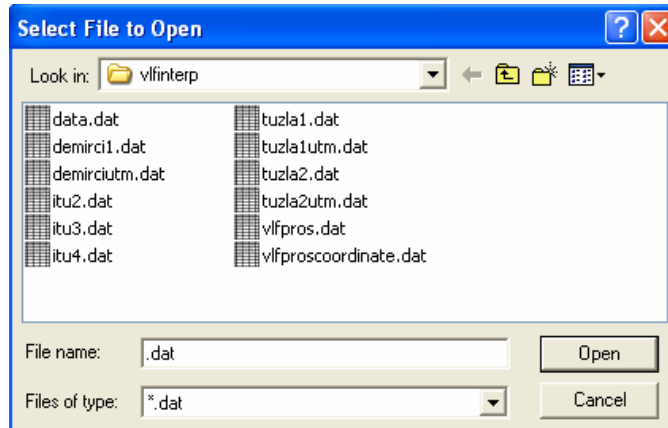 Select File to Open
Look in: vlfinterp
data.dat
demirci1.dat
demirciutm.dat
itu2.dat
itu3.dat
itu4.dat
tuzla1.dat
tuzla1utm.dat
tuzla2.dat
tuzla2utm.dat
vlfpros.dat
vlfproscoordinate.dat
File name: .dat
Open
Files of type: *.dat
Cancel